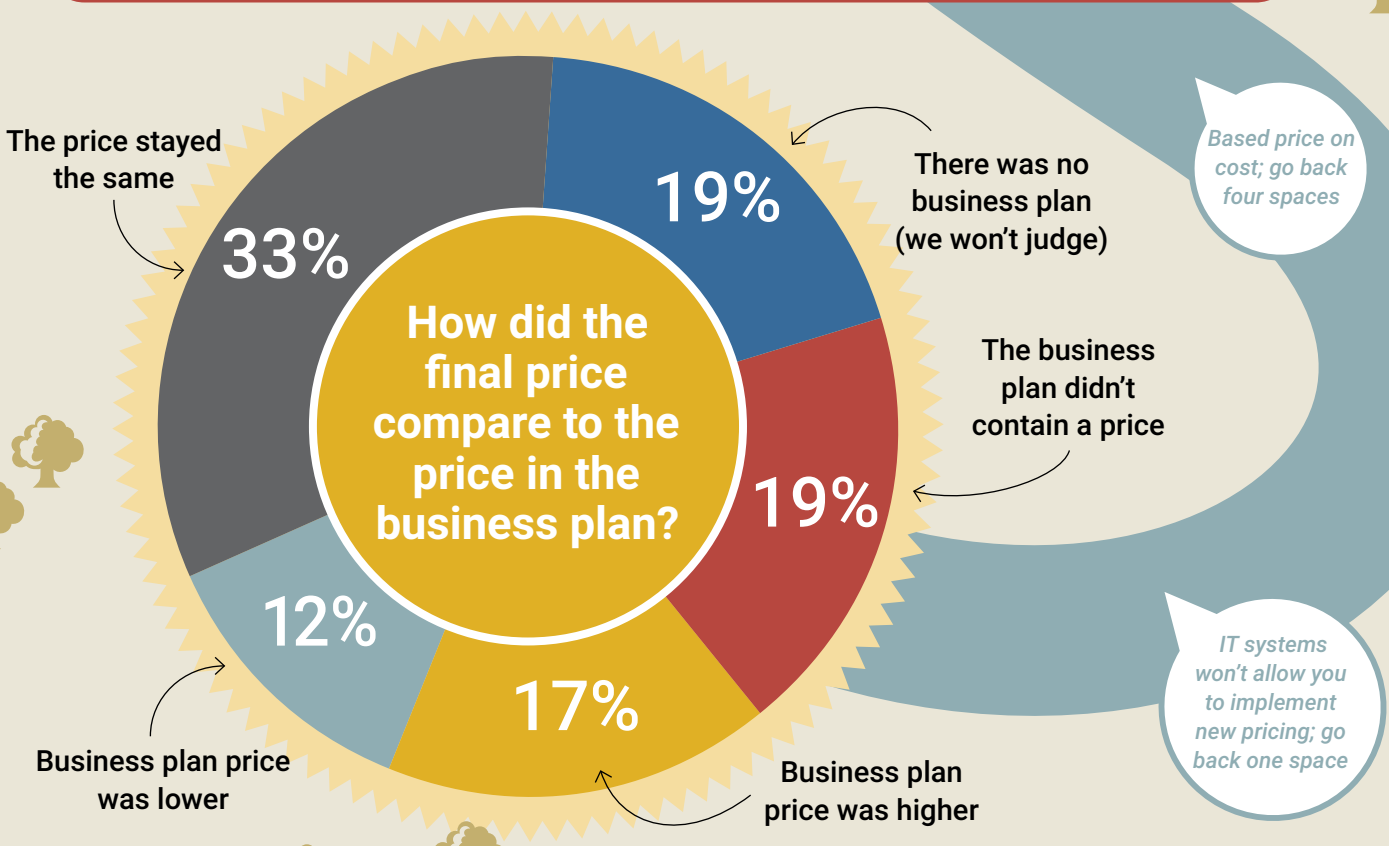 The price stayed
the same
33%
19%
There was no
business plan
(we won’t judge)
Based price on
cost; go back
four spaces
How did the
final price
compare to the
price in the
business plan?
The business
plan didn’t
contain a price
19%
12%
17%
Business plan price
was lower
Business plan
price was higher
IT systems
won’t allow you
to implement
new pricing; go
back one space